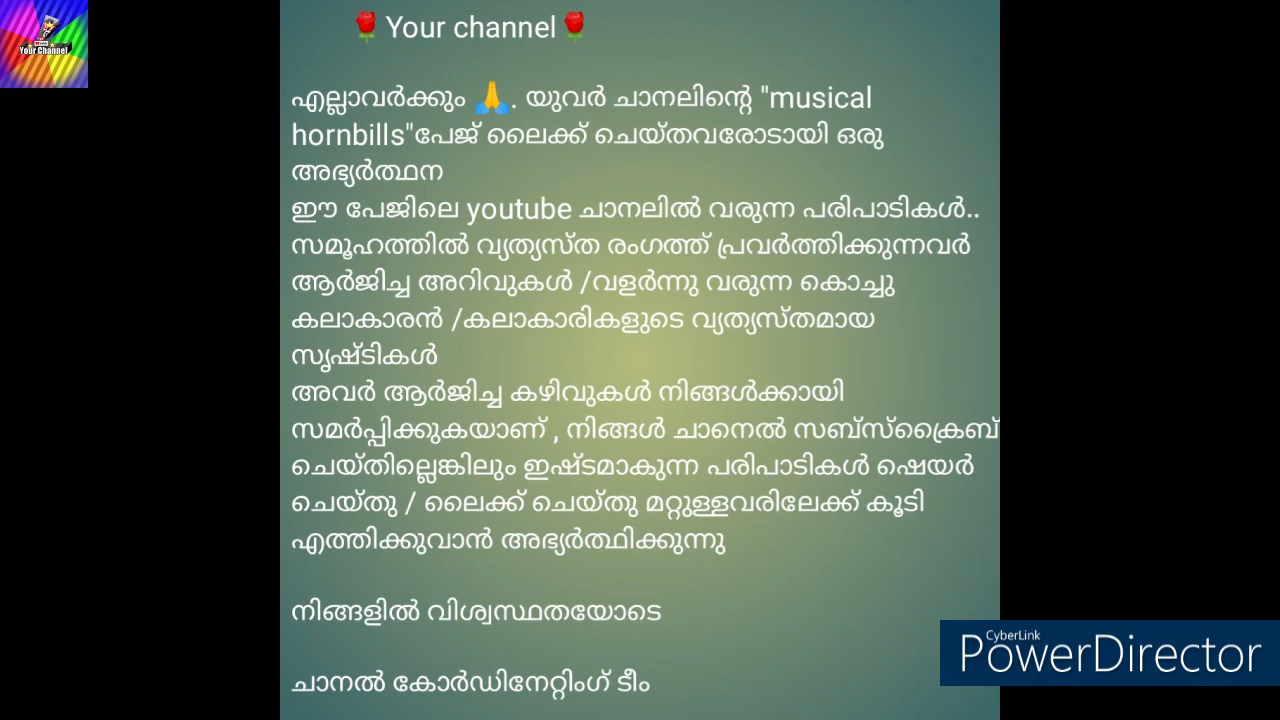 🌹Your channel🌹
എല്ലാവർക്കും 🙏. യുവർ ചാനലിന്റെ "musical
hornbills"പേജ് ലൈക്ക് ചെയ്തവരോടായി ഒരു
അഭ്യർത്ഥന
ഈ പേജിലെ youtube ചാനലിൽ വരുന്ന പരിപാടികൾ..
സമൂഹത്തിൽ വ്യത്യസ്ത രംഗത്ത് പ്രവർത്തിക്കുന്നവർ
ആർജിച്ച അറിവുകൾ /വളർന്നു വരുന്ന കൊച്ചു
കലാകാരൻ /കലാകാരികളുടെ വ്യത്യസ്തമായ
സൃഷ്ടികൾ
അവർ ആർജിച്ച കഴിവുകൾ നിങ്ങൾക്കായി
സമർപ്പിക്കുകയാണ് , നിങ്ങൾ ചാനെൽ സബ്സ്ക്രൈബ്
ചെയ്തില്ലെങ്കിലും ഇഷ്ടമാകുന്ന പരിപാടികൾ ഷെയർ
ചെയ്തു / ലൈക്ക് ചെയ്തു മറ്റുള്ളവരിലേക്ക് കൂടി
എത്തിക്കുവാൻ അഭ്യർത്ഥിക്കുന്നു
നിങ്ങളിൽ വിശ്വസ്ഥതയോടെ
ചാനൽ കോർഡിനേറ്റിംഗ് ടീം
Your Channel
CyberLink
PowerDirector